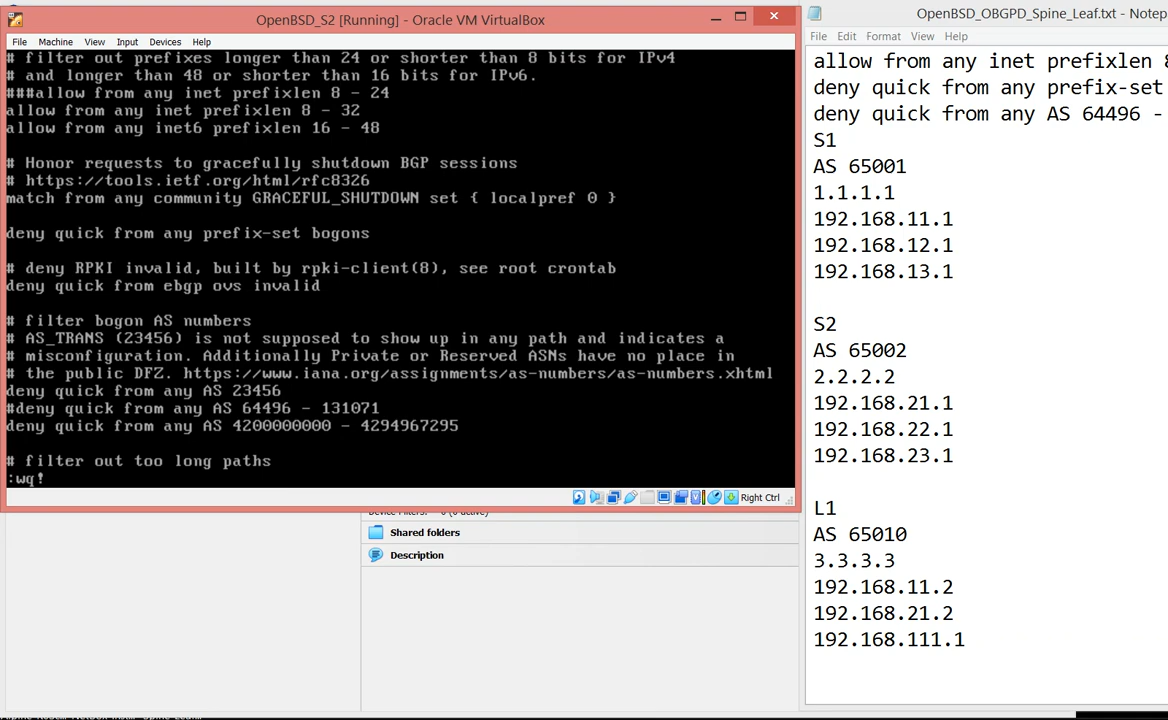 OpenBSD_S2 [Running] - Oracle VM VirtualBox
File Machine View Input Devices Help
# filter out prefixes longer than 24 or shorter than 8 bits for IPv4
# and longer than 48 or shorter than 16 bits for IPv6.
###allow from any inet prefixlen 8 - 24
allow from any inet prefixlen 8 - 32
allow from any inet6 prefixlen 16 - 48
# Honor requests to gracefully shutdown BGP sessions
# https://tools.ietf.org/html/rfc8326
match from any community GRACEFUL_SHUTDOWN set { localpref 0 }
deny quick from any prefix-set bogons
# deny RPKI invalid, built by rpki-client(8), see root crontab
deny quick from ebgp ovs invalid
# filter bogon AS numbers
# AS_TRANS (23456) is not supposed to show up in any path and indicates a
# misconfiguration. Additionally Private or Reserved ASNs have no place in
# the public DFZ. https://www.iana.org/assignments/as-numbers/as-numbers.xhtml
deny quick from any AS 23456
#deny quick from any AS 64496 - 131071
deny quick from any AS 4200000000 - 4294967295
# filter out too long paths
:wq!
Right Ctrl
Shared folders
Description
OpenBSD_OBGPD_Spine_Leaf.txt - Notep
File Edit Format View Help
allow from any inet prefixlen 8
deny quick from any prefix-set
deny quick from any AS 64496 -
S1
AS 65001
1.1.1.1
192.168.11.1
192.168.12.1
192.168.13.1
S2
AS 65002
2.2.2.2
192.168.21.1
192.168.22.1
192.168.23.1
L1
AS 65010
3.3.3.3
192.168.11.2
192.168.21.2
192.168.111.1